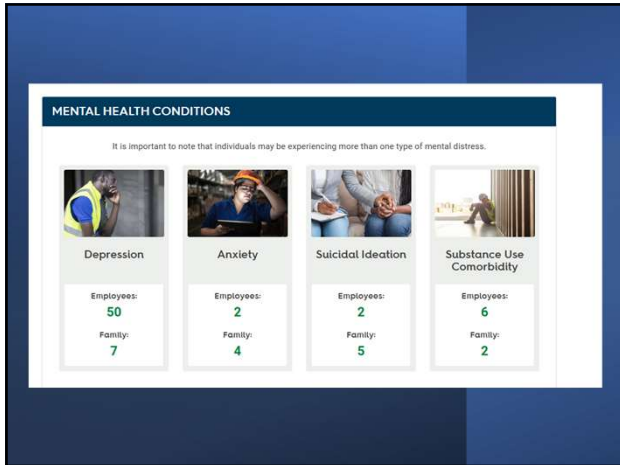 MENTAL HEALTH CONDITIONS
It is important to note that individuals may be experiencing more than one type of mental distress.
Depression
Employees:
50
Family:
7
Anxiety
Employees:
2
Family:
4
Suicidal Ideation
Employees:
2
Family:
5
Substance Use
Comorbidity
Employees:
6
Family:
2